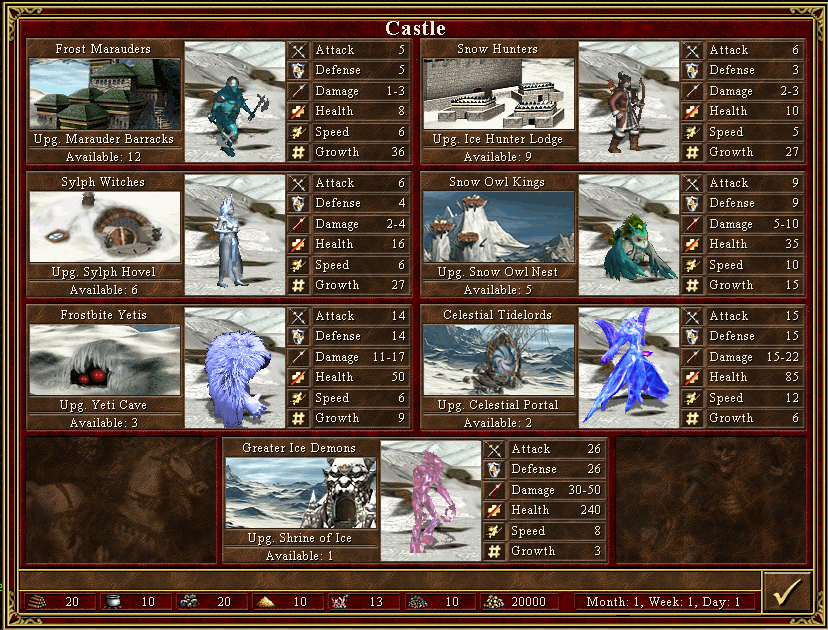 Castle
Frost Marauders
Upg. Marauder Barracks
Available: 12
Attack 5
Defense 5
Damage 1-3
Health 8
Speed 6
Growth 36
Snow Hunters
Upg. Ice Hunter Lodge
Available: 9
Attack 6
Defense 3
Damage 2-3
Health 10
Speed 5
Growth 27
Sylph Witches
Upg. Sylph Hovel
Available: 6
Attack 6
Defense 4
Damage 2-4
Health 16
Speed 6
Growth 27
Snow Owl Kings
Upg. Snow Owl Nest
Available: 5
Attack 9
Defense 9
Damage 5-10
Health 35
Speed 10
Growth 15
Frostbite Yetis
Upg. Yeti Cave
Available: 3
Attack 14
Defense 14
Damage 11-17
Health 50
Speed 6
Growth 9
Celestial Tidelords
Upg. Celestial Portal
Available: 2
Attack 15
Defense 15
Damage 15-22
Health 85
Speed 12
Growth 6
Greater Ice Demons
Upg. Shrine of Ice
Available: 1
Attack 26
Defense 26
Damage 30-50
Health 240
Speed 8
Growth 3
20 10 20 10 13 10 20000 Month: 1, Week: 1, Day: 1